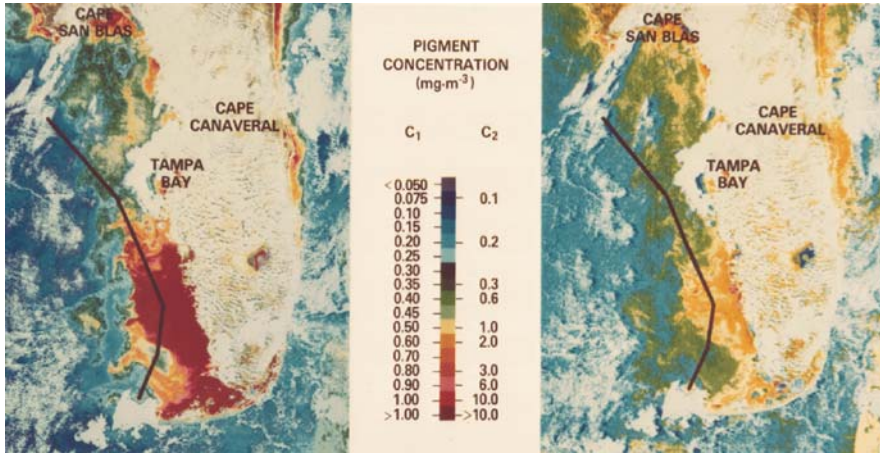 CAPE
SAN BLAS
CAPE
CANAVERAL
TAMPA
BAY
PIGMENT
CONCENTRATION
(mg·m⁻³)
C₁ C₂
<0.050
0.075 0.1
0.10
0.15
0.20 0.2
0.25
0.30
0.35 0.3
0.40 0.6
0.45
0.50 1.0
0.60 2.0
0.70
0.80 3.0
0.90 6.0
1.00 10.0
>1.00 >10.0
CAPE
SAN BLAS
CAPE
CANAVERAL
TAMPA
BAY